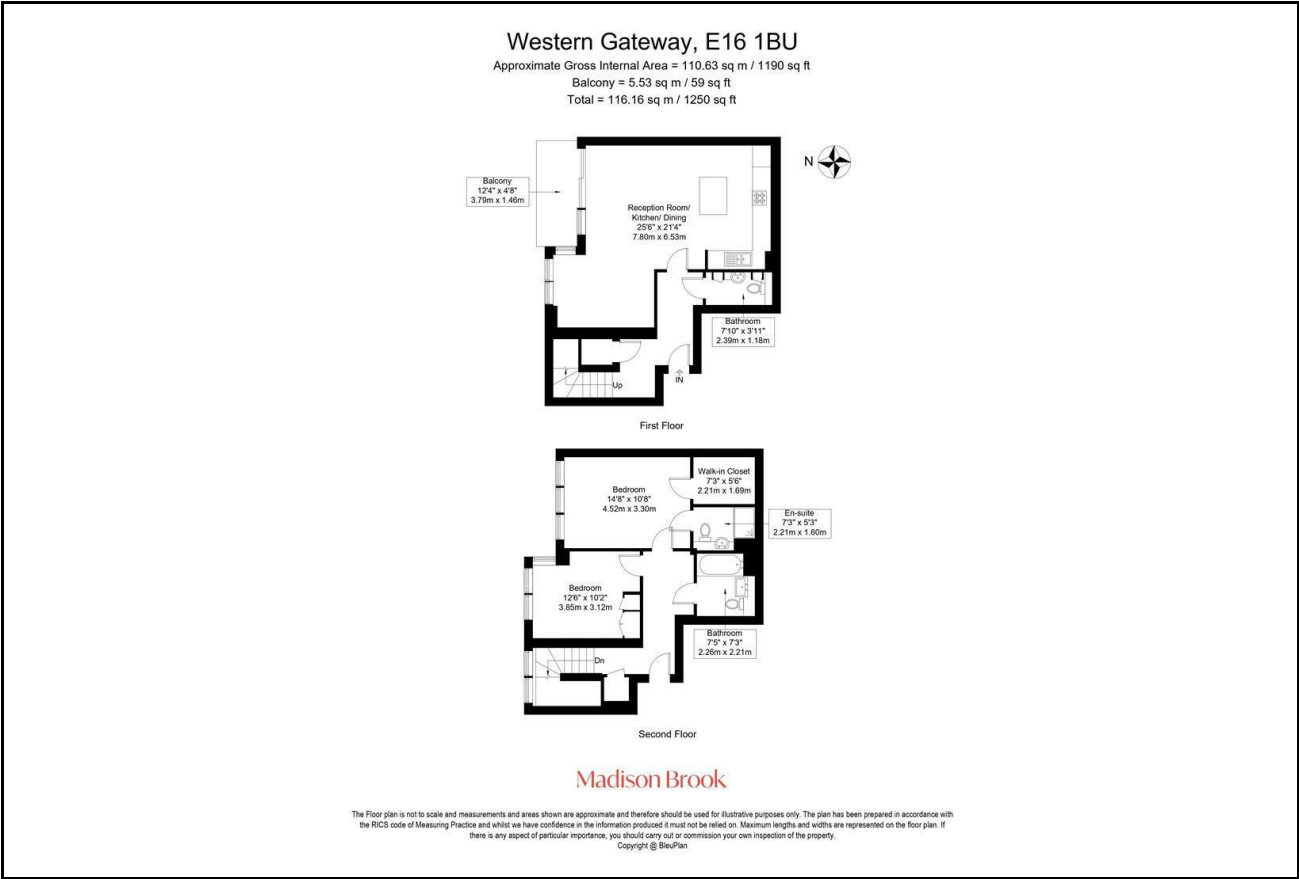 Western Gateway, E16 1BU
Approximate Gross Internal Area = 110.63 sq m / 1190 sq ft
Balcony = 5.53 sq m / 59 sq ft
Total = 116.16 sq m / 1250 sq ft
N
Balcony
12'4" x 4'8"
3.79m x 1.46m
Reception Room/
Kitchen/ Dining
25'6" x 21'4"
7.80m x 6.53m
Bathroom
7'10" x 3'11"
2.39m x 1.18m
Up
IN
First Floor
Walk-in Closet
7'3" x 5'6"
2.21m x 1.69m
Bedroom
14'8" x 10'8"
4.52m x 3.30m
En-suite
7'3" x 5'3"
2.21m x 1.60m
Bedroom
12'6" x 10'2"
3.85m x 3.12m
Bathroom
7'5" x 7'3"
2.26m x 2.21m
Dn
Second Floor
Madison Brook
The Floor plan is not to scale and measurements and areas shown are approximate and therefore should be used for illustrative purposes only. The plan has been prepared in accordance with
the RICS code of Measuring Practice and whilst we have confidence in the information produced it must not be relied on. Maximum lengths and widths are represented on the floor plan. If
there is any aspect of particular importance, you should carry out or commission your own inspection of the property.
Copyright @ BleuPlan